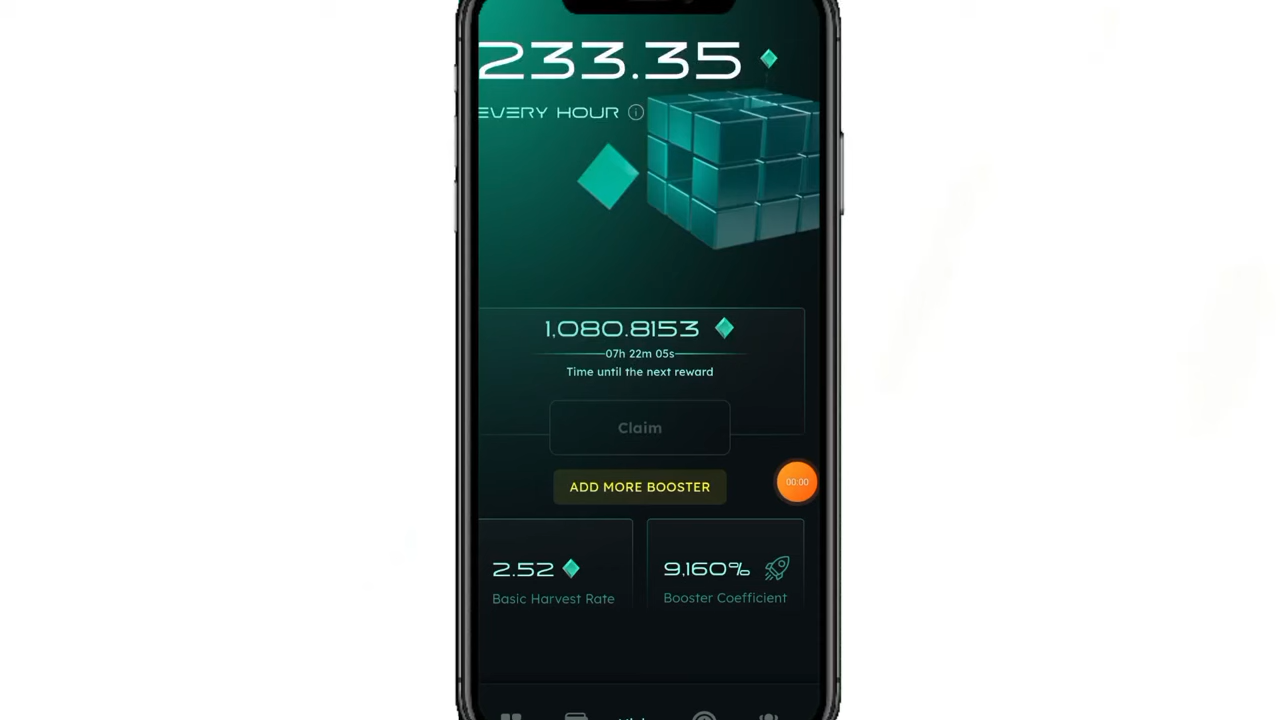 233.35
EVERY HOUR
1,080.8153
07h 22m 05s
Time until the next reward
Claim
ADD MORE BOOSTER
00:00
2.52
Basic Harvest Rate
9,160%
Booster Coefficient